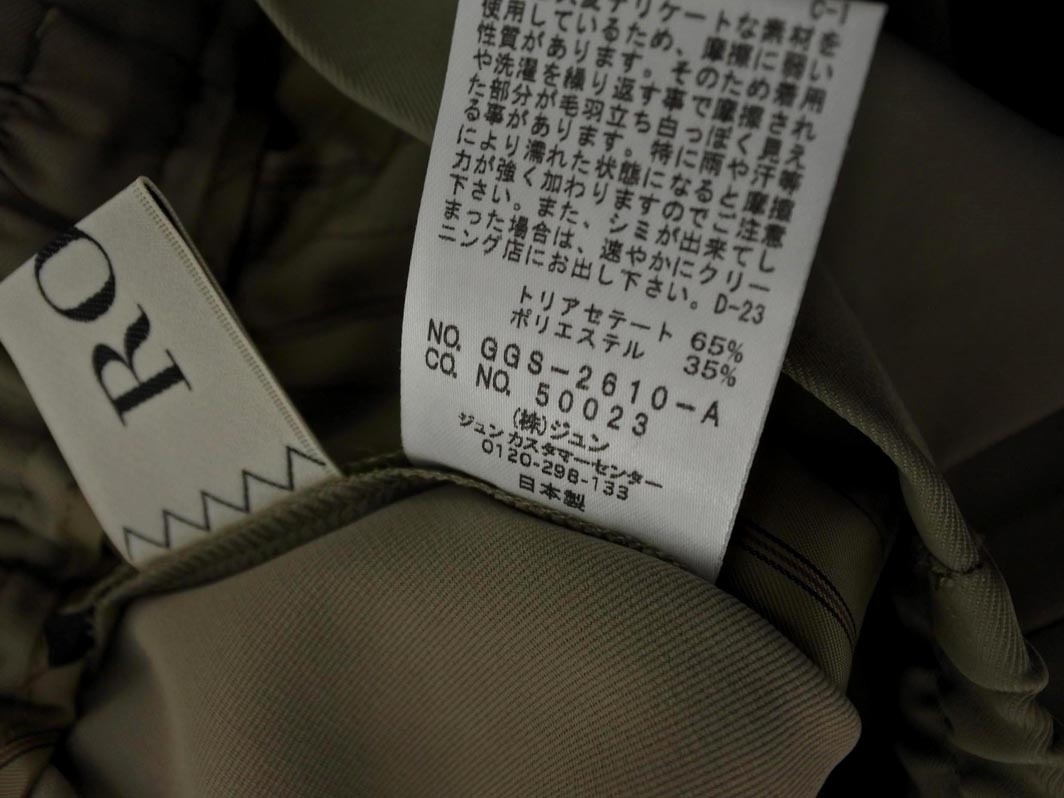 C-1
デリケートな素材を
使用しているため、摩擦に弱い
性質があります。そのため着用
や洗濯を繰り返す事で摩擦され
た部分が毛羽立ち白っぽく見え
る事があります。特に雨や汗等
により濡れた状態になると摩擦
力が強く加わりますのでご注意
下さい。また、シミが出来てし
まった場合は、速やかにクリー
ニング店にお出し下さい。 D-23
トリアセテート 65%
ポリエステル 35%
NO. GGS-2610-A
CO. NO. 50023
(株)ジュン
ジュンカスタマーセンター
0120-298-133
日本製
RO